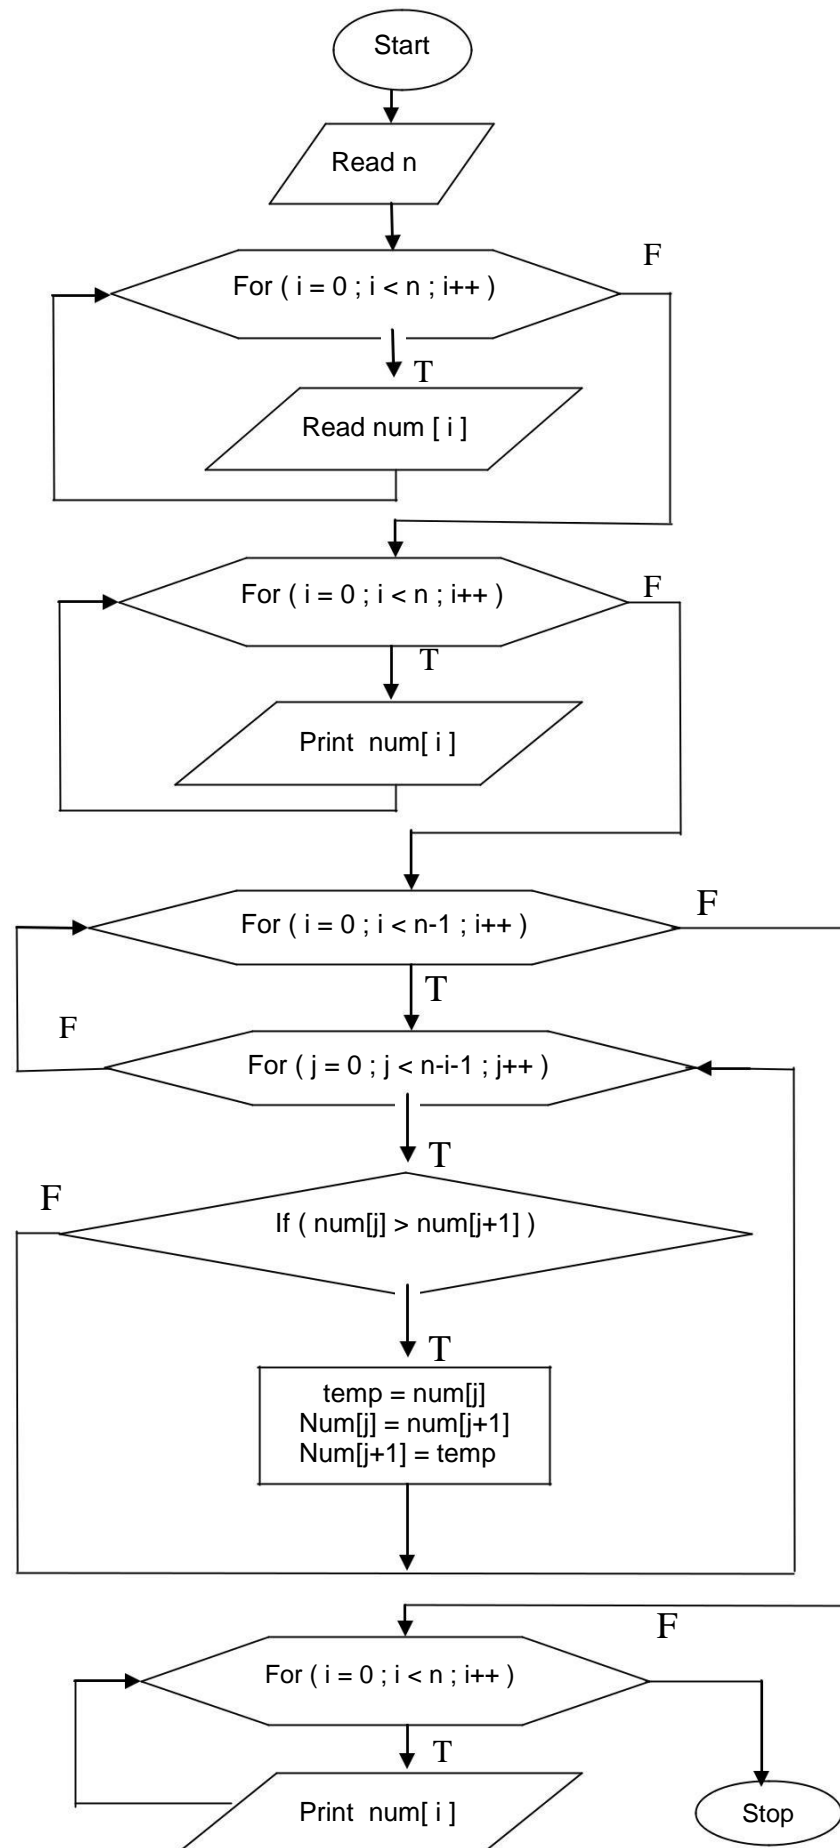 Start
Read n
For ( i = 0 ; i < n ; i++ )
F
T
Read num [ i ]
For ( i = 0 ; i < n ; i++ )
F
T
Print num[ i ]
For ( i = 0 ; i < n-1 ; i++ )
F
T
F
For ( j = 0 ; j < n-i-1 ; j++ )
T
F
If ( num[j] > num[j+1] )
T
temp = num[j]
Num[j] = num[j+1]
Num[j+1] = temp
F
For ( i = 0 ; i < n ; i++ )
T
Print num[ i ]
Stop